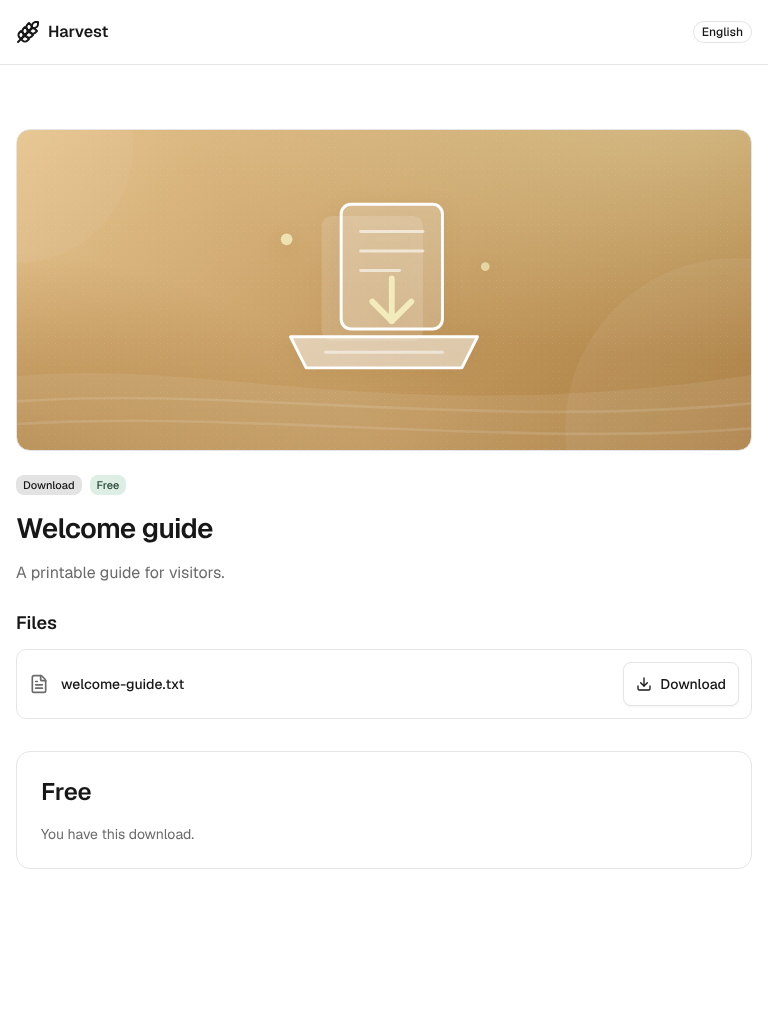 Harvest
English
Download
Free
Welcome guide
A printable guide for visitors.
Files
welcome-guide.txt
Download
Free
You have this download.